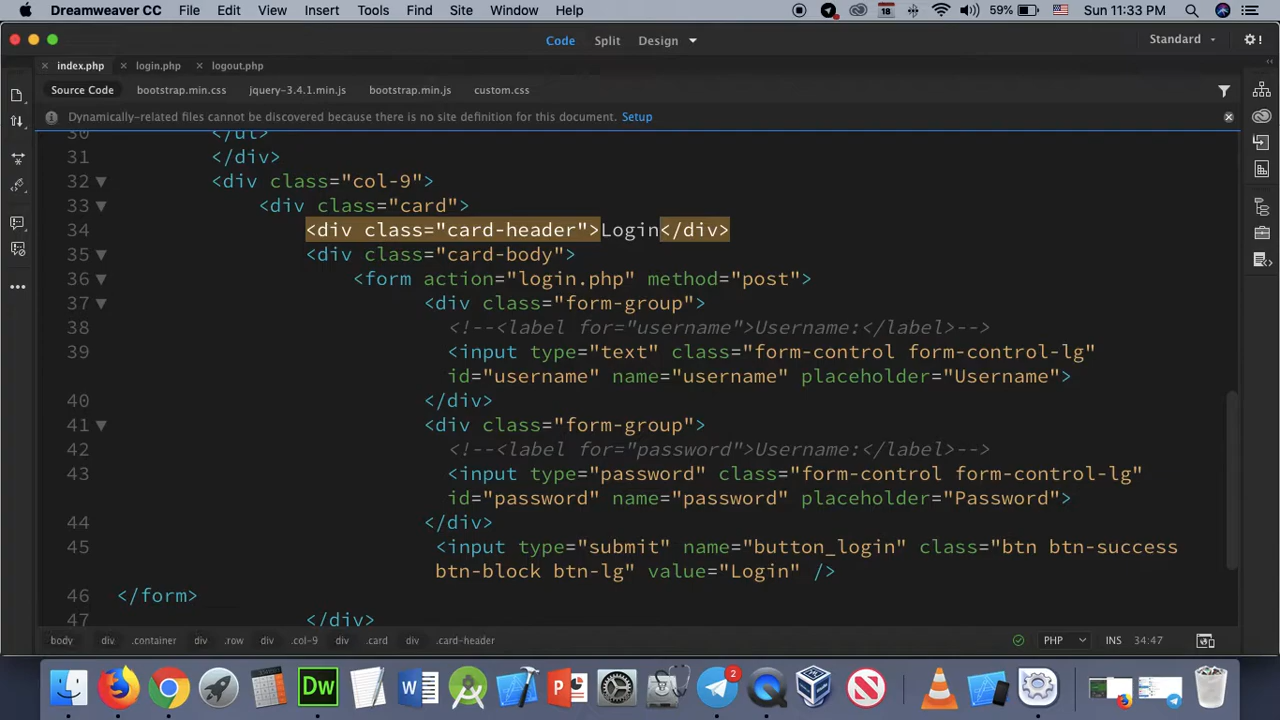 Dreamweaver CC File Edit View Insert Tools Find Site Window Help 18 59% Sun 11:33 PM
Code Split Design Standard
index.php login.php logout.php
Source Code bootstrap.min.css jquery-3.4.1.min.js bootstrap.min.js custom.css
Dynamically-related files cannot be discovered because there is no site definition for this document. Setup
30 </ul>
31 </div>
32 <div class="col-9">
33 <div class="card">
34 <div class="card-header">Login</div>
35 <div class="card-body">
36 <form action="login.php" method="post">
37 <div class="form-group">
38 <!--<label for="username">Username:</label>-->
39 <input type="text" class="form-control form-control-lg"
id="username" name="username" placeholder="Username">
40 </div>
41 <div class="form-group">
42 <!--<label for="password">Username:</label>-->
43 <input type="password" class="form-control form-control-lg"
id="password" name="password" placeholder="Password">
44 </div>
45 <input type="submit" name="button_login" class="btn btn-success
btn-block btn-lg" value="Login" />
46 </form>
47 </div>
body div .container div .row div .col-9 div .card div .card-header PHP INS 34:47
Dw W P 2